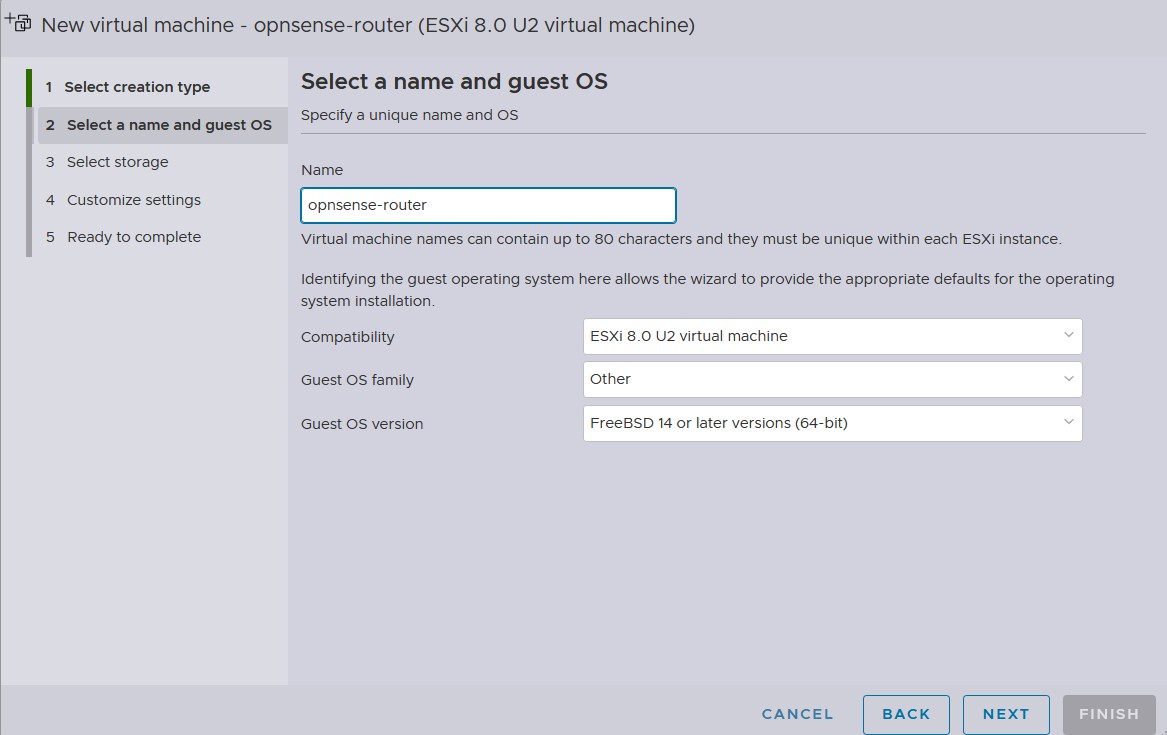 New virtual machine - opnsense-router (ESXi 8.0 U2 virtual machine)
1 Select creation type
2 Select a name and guest OS
3 Select storage
4 Customize settings
5 Ready to complete
Select a name and guest OS
Specify a unique name and OS
Name
opnsense-router
Virtual machine names can contain up to 80 characters and they must be unique within each ESXi instance.
Identifying the guest operating system here allows the wizard to provide the appropriate defaults for the operating
system installation.
Compatibility
ESXi 8.0 U2 virtual machine
Guest OS family
Other
Guest OS version
FreeBSD 14 or later versions (64-bit)
CANCEL
BACK
NEXT
FINISH